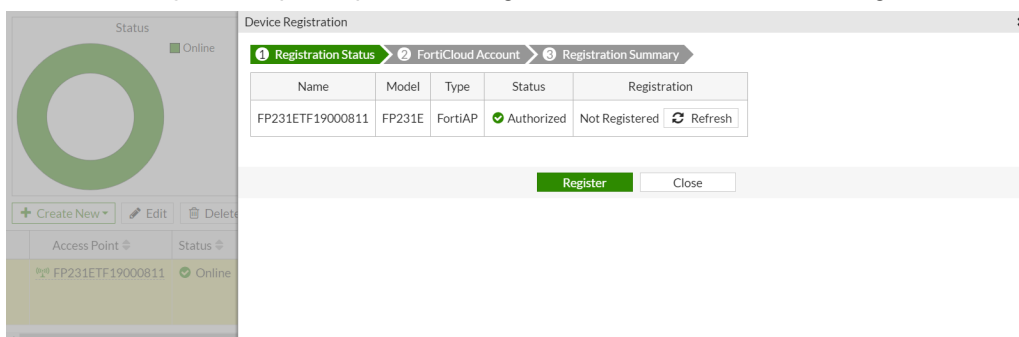 Status
Online
Create New
Edit
Delete
Access Point
Status
FP231ETF19000811
Online
Device Registration
1 Registration Status
2 FortiCloud Account
3 Registration Summary
Name Model Type Status Registration
FP231ETF19000811 FP231E FortiAP Authorized Not Registered Refresh
Register Close